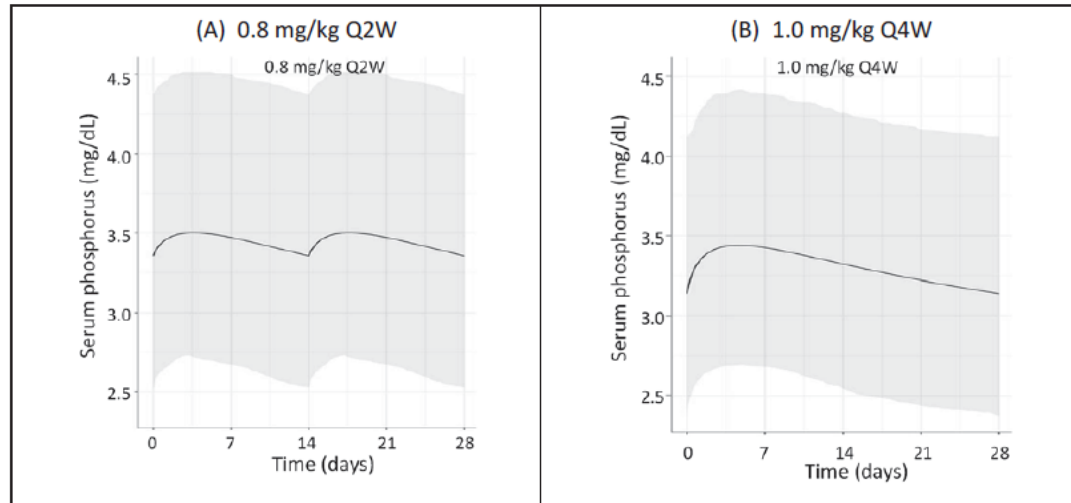 (A) 0.8 mg/kg Q2W
0.8 mg/kg Q2W
Serum phosphorus (mg/dL)
4.5
4.0
3.5
3.0
2.5
0 7 14 21 28
Time (days)
(B) 1.0 mg/kg Q4W
1.0 mg/kg Q4W
Serum phosphorus (mg/dL)
4.5
4.0
3.5
3.0
2.5
0 7 14 21 28
Time (days)